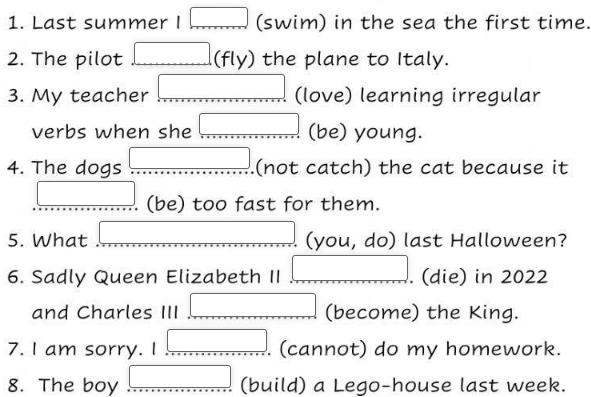 1. Last summer I ......... (swim) in the sea the first time.
2. The pilot ............(fly) the plane to Italy.
3. My teacher .................... (love) learning irregular
verbs when she ................ (be) young.
4. The dogs ....................(not catch) the cat because it
................. (be) too fast for them.
5. What ................................ (you, do) last Halloween?
6. Sadly Queen Elizabeth II .................... (die) in 2022
and Charles III .................... (become) the King.
7. I am sorry. I ................. (cannot) do my homework.
8. The boy ................. (build) a Lego-house last week.